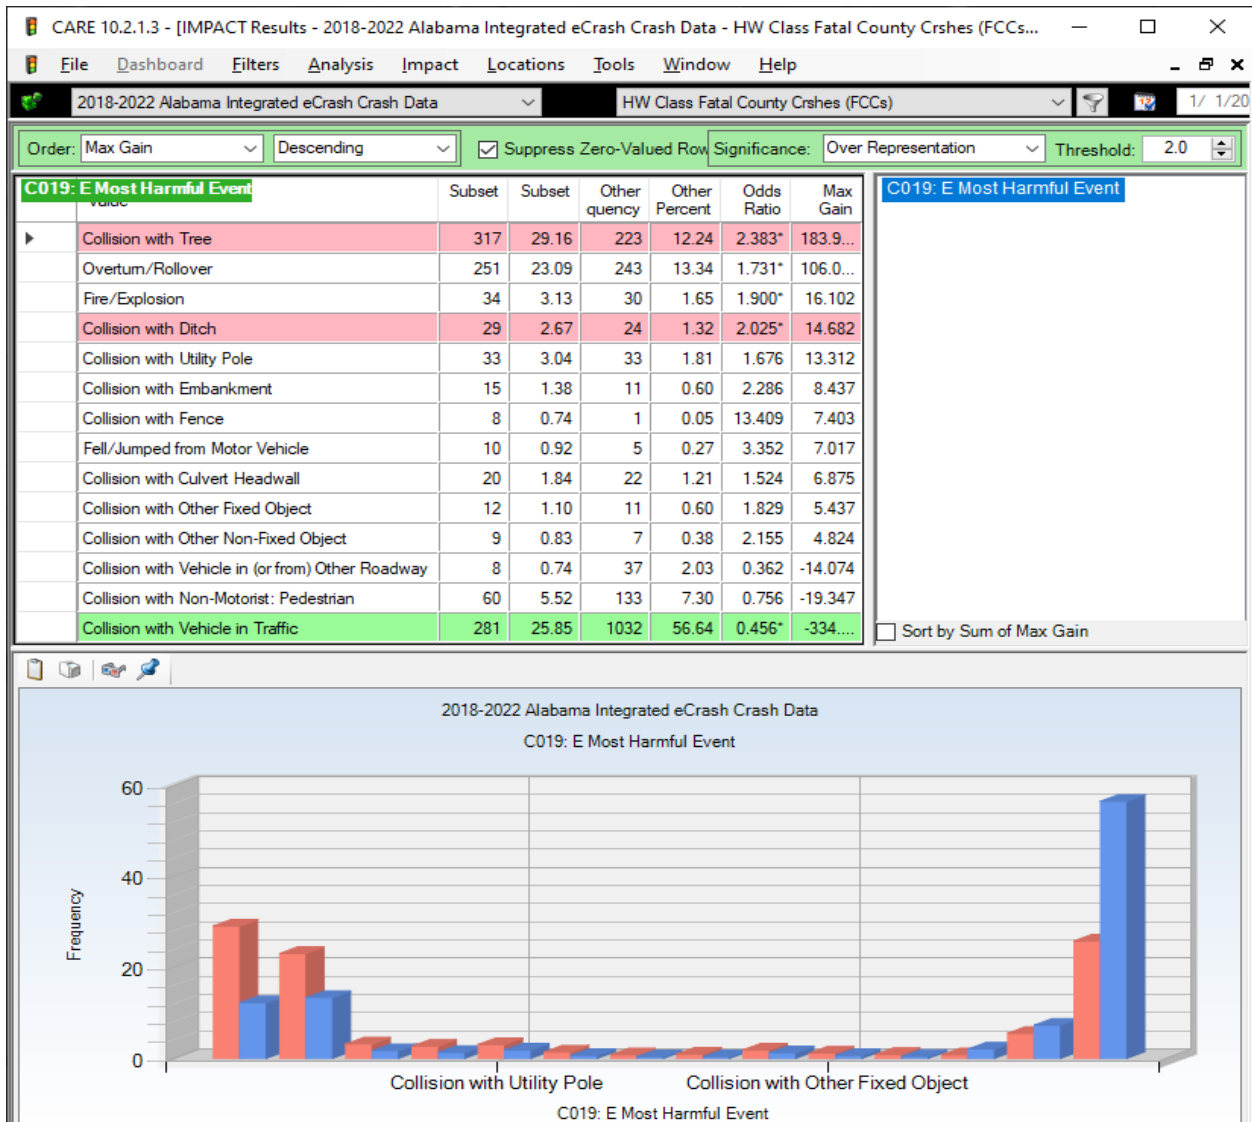 CARE 10.2.1.3 - [IMPACT Results - 2018-2022 Alabama Integrated eCrash Crash Data - HW Class Fatal County Crshes (FCCs...
File Dashboard Filters Analysis Impact Locations Tools Window Help
2018-2022 Alabama Integrated eCrash Crash Data HW Class Fatal County Crshes (FCCs) 1/ 1/20
Order: Max Gain Descending Suppress Zero-Valued Row Significance: Over Representation Threshold: 2.0
C019: E Most Harmful Event Subset Subset Other quency Other Percent Odds Ratio Max Gain
C019: E Most Harmful Event
Collision with Tree 317 29.16 223 12.24 2.383* 183.9...
Overturn/Rollover 251 23.09 243 13.34 1.731* 106.0...
Fire/Explosion 34 3.13 30 1.65 1.900* 16.102
Collision with Ditch 29 2.67 24 1.32 2.025* 14.682
Collision with Utility Pole 33 3.04 33 1.81 1.676 13.312
Collision with Embankment 15 1.38 11 0.60 2.286 8.437
Collision with Fence 8 0.74 1 0.05 13.409 7.403
Fell/Jumped from Motor Vehicle 10 0.92 5 0.27 3.352 7.017
Collision with Culvert Headwall 20 1.84 22 1.21 1.524 6.875
Collision with Other Fixed Object 12 1.10 11 0.60 1.829 5.437
Collision with Other Non-Fixed Object 9 0.83 7 0.38 2.155 4.824
Collision with Vehicle in (or from) Other Roadway 8 0.74 37 2.03 0.362 -14.074
Collision with Non-Motorist: Pedestrian 60 5.52 133 7.30 0.756 -19.347
Collision with Vehicle in Traffic 281 25.85 1032 56.64 0.456* -334....
Sort by Sum of Max Gain
2018-2022 Alabama Integrated eCrash Crash Data
C019: E Most Harmful Event
60
40
Frequency
20
0
Collision with Utility Pole Collision with Other Fixed Object
C019: E Most Harmful Event